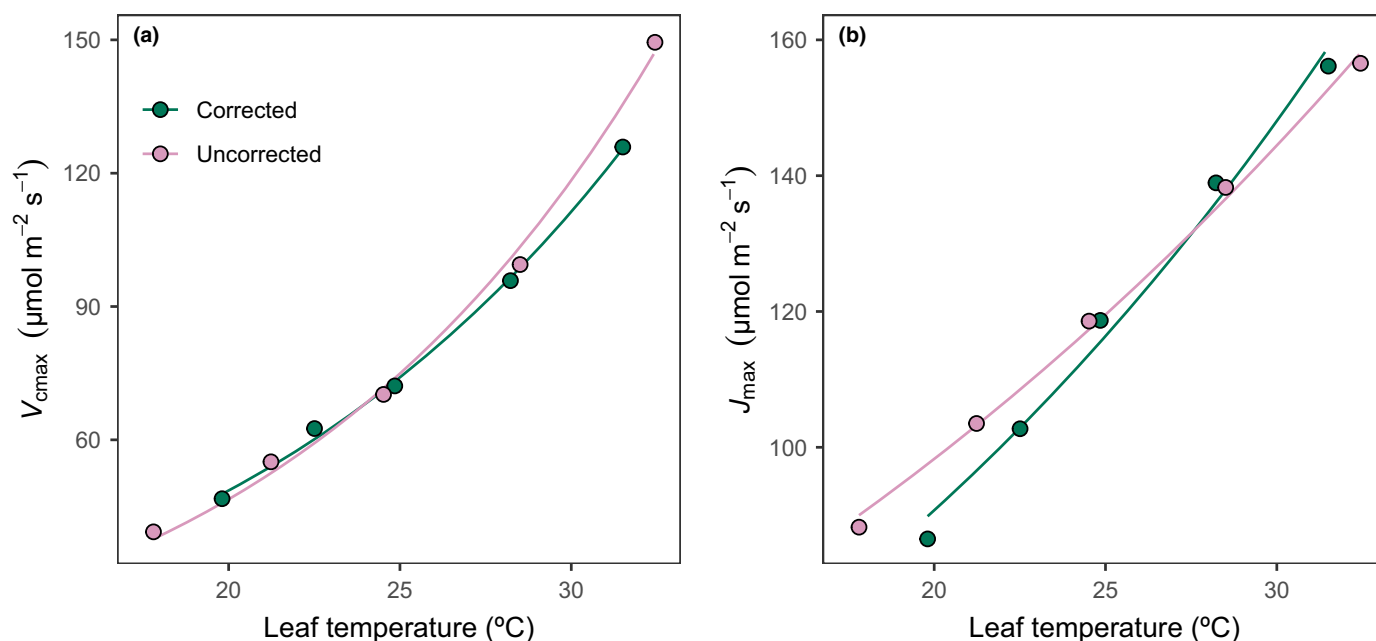 (a)
Corrected
Uncorrected
150
120
90
60
Vcmax (µmol m−2 s−1)
20 25 30
Leaf temperature (ºC)
(b)
160
140
120
100
Jmax (µmol m−2 s−1)
20 25 30
Leaf temperature (ºC)